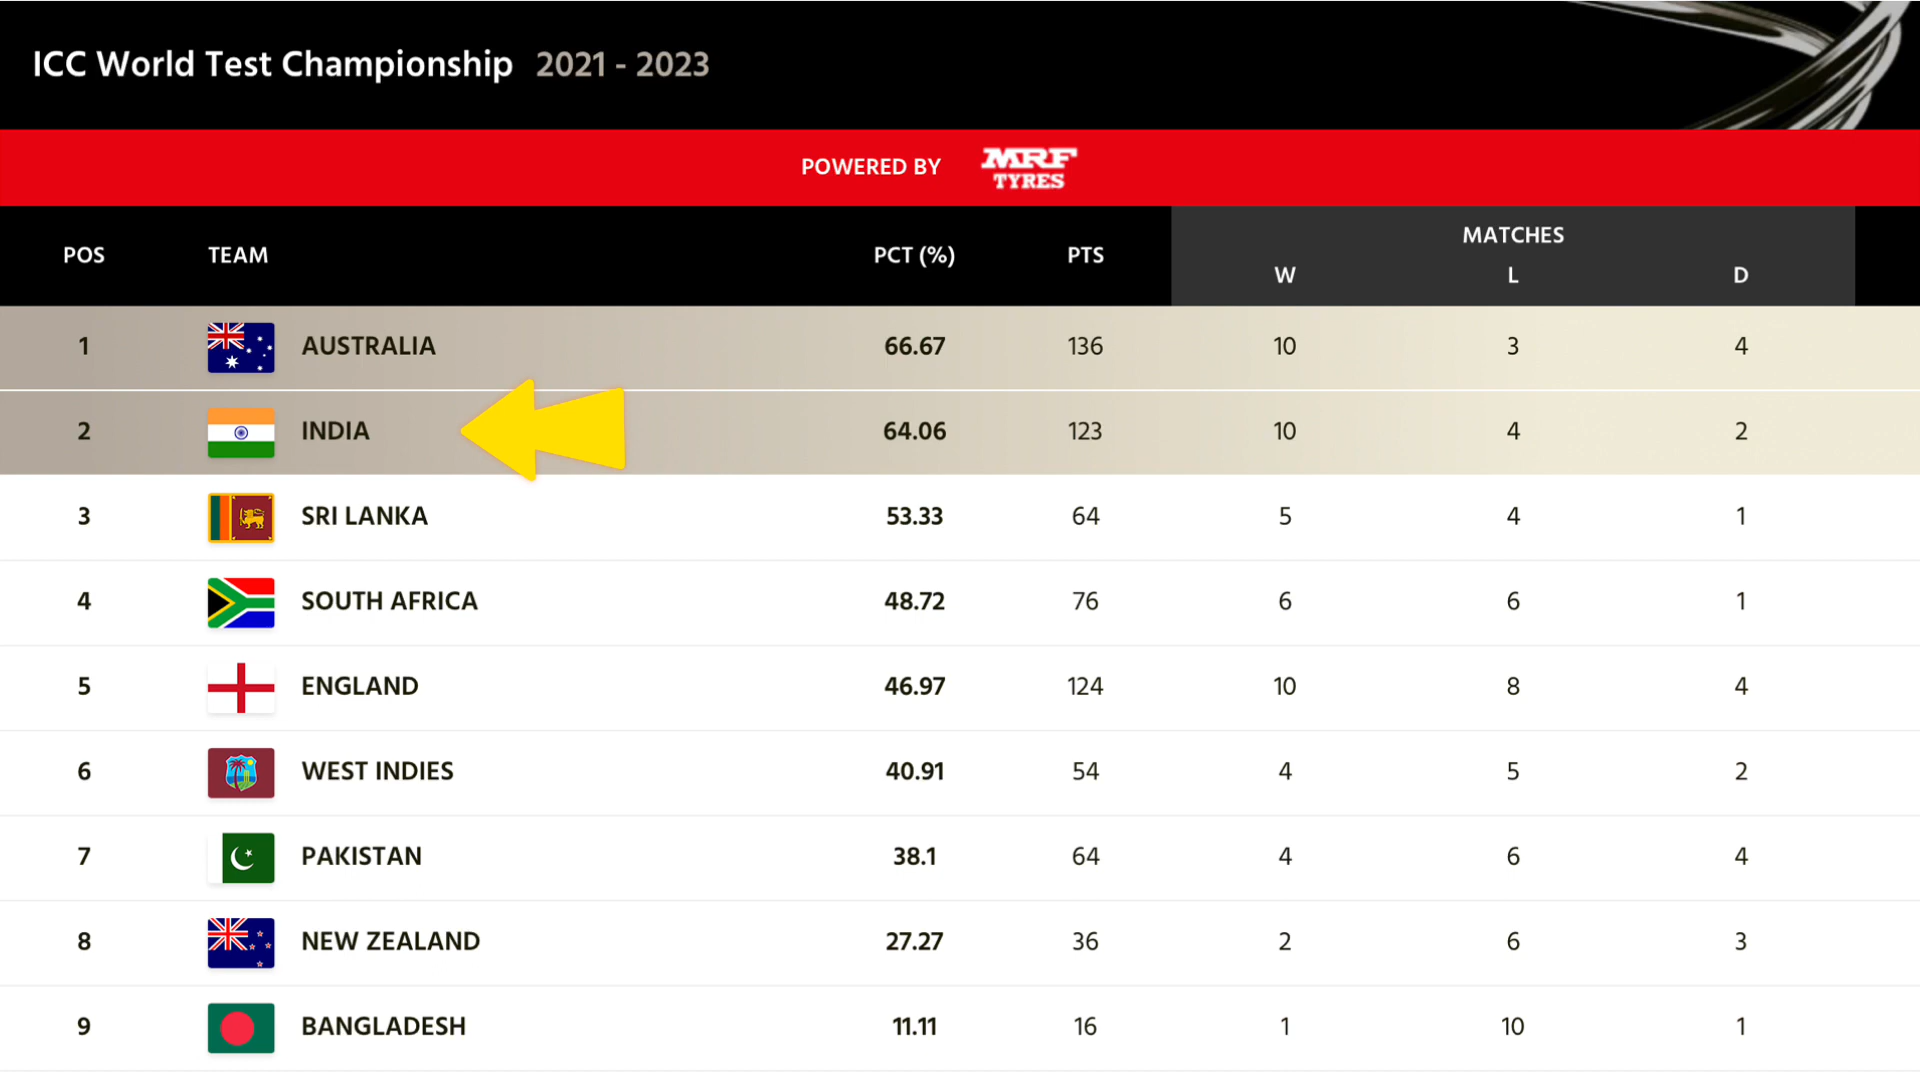 ICC World Test Championship 2021 - 2023
POWERED BY MRF TYRES
MATCHES
POS TEAM PCT (%) PTS W L D
1 AUSTRALIA 66.67 136 10 3 4
2 INDIA 64.06 123 10 4 2
3 SRI LANKA 53.33 64 5 4 1
4 SOUTH AFRICA 48.72 76 6 6 1
5 ENGLAND 46.97 124 10 8 4
6 WEST INDIES 40.91 54 4 5 2
7 PAKISTAN 38.1 64 4 6 4
8 NEW ZEALAND 27.27 36 2 6 3
9 BANGLADESH 11.11 16 1 10 1